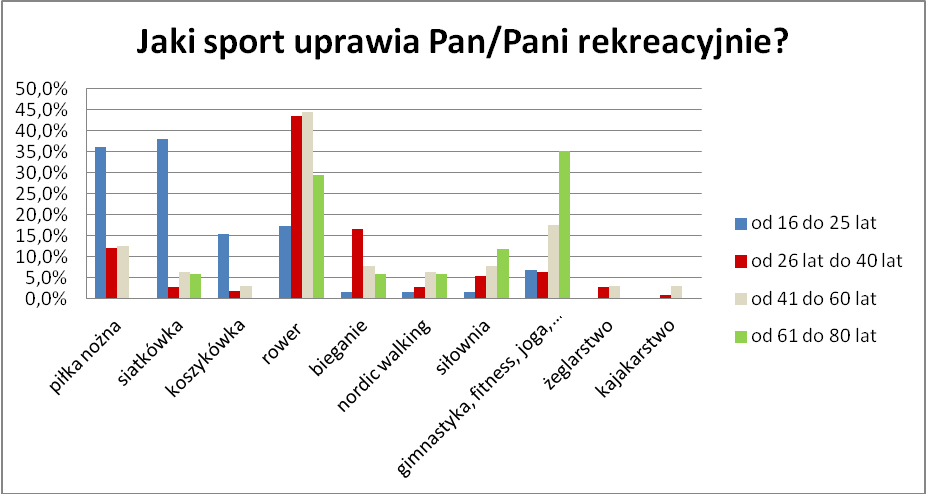 Jaki sport uprawia Pan/Pani rekreacyjnie?
50,0%
45,0%
40,0%
35,0%
30,0%
25,0%
20,0%
15,0%
10,0%
5,0%
0,0%
piłka nożna
siatkówka
koszykówka
rower
bieganie
nordic walking
siłownia
gimnastyka, fitness, joga,...
żeglarstwo
kajakarstwo
od 16 do 25 lat
od 26 lat do 40 lat
od 41 do 60 lat
od 61 do 80 lat